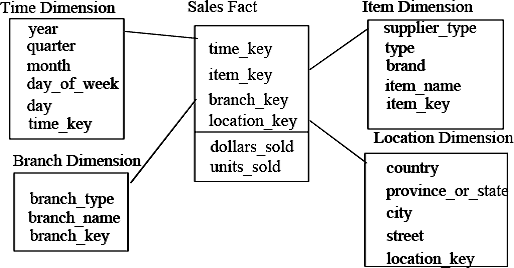 Time Dimension
year
quarter
month
day_of_week
day
time_key
Sales Fact
time_key
item_key
branch_key
location_key
dollars_sold
units_sold
Item Dimension
supplier_type
type
brand
item_name
item_key
Branch Dimension
branch_type
branch_name
branch_key
Location Dimension
country
province_or_state
city
street
location_key